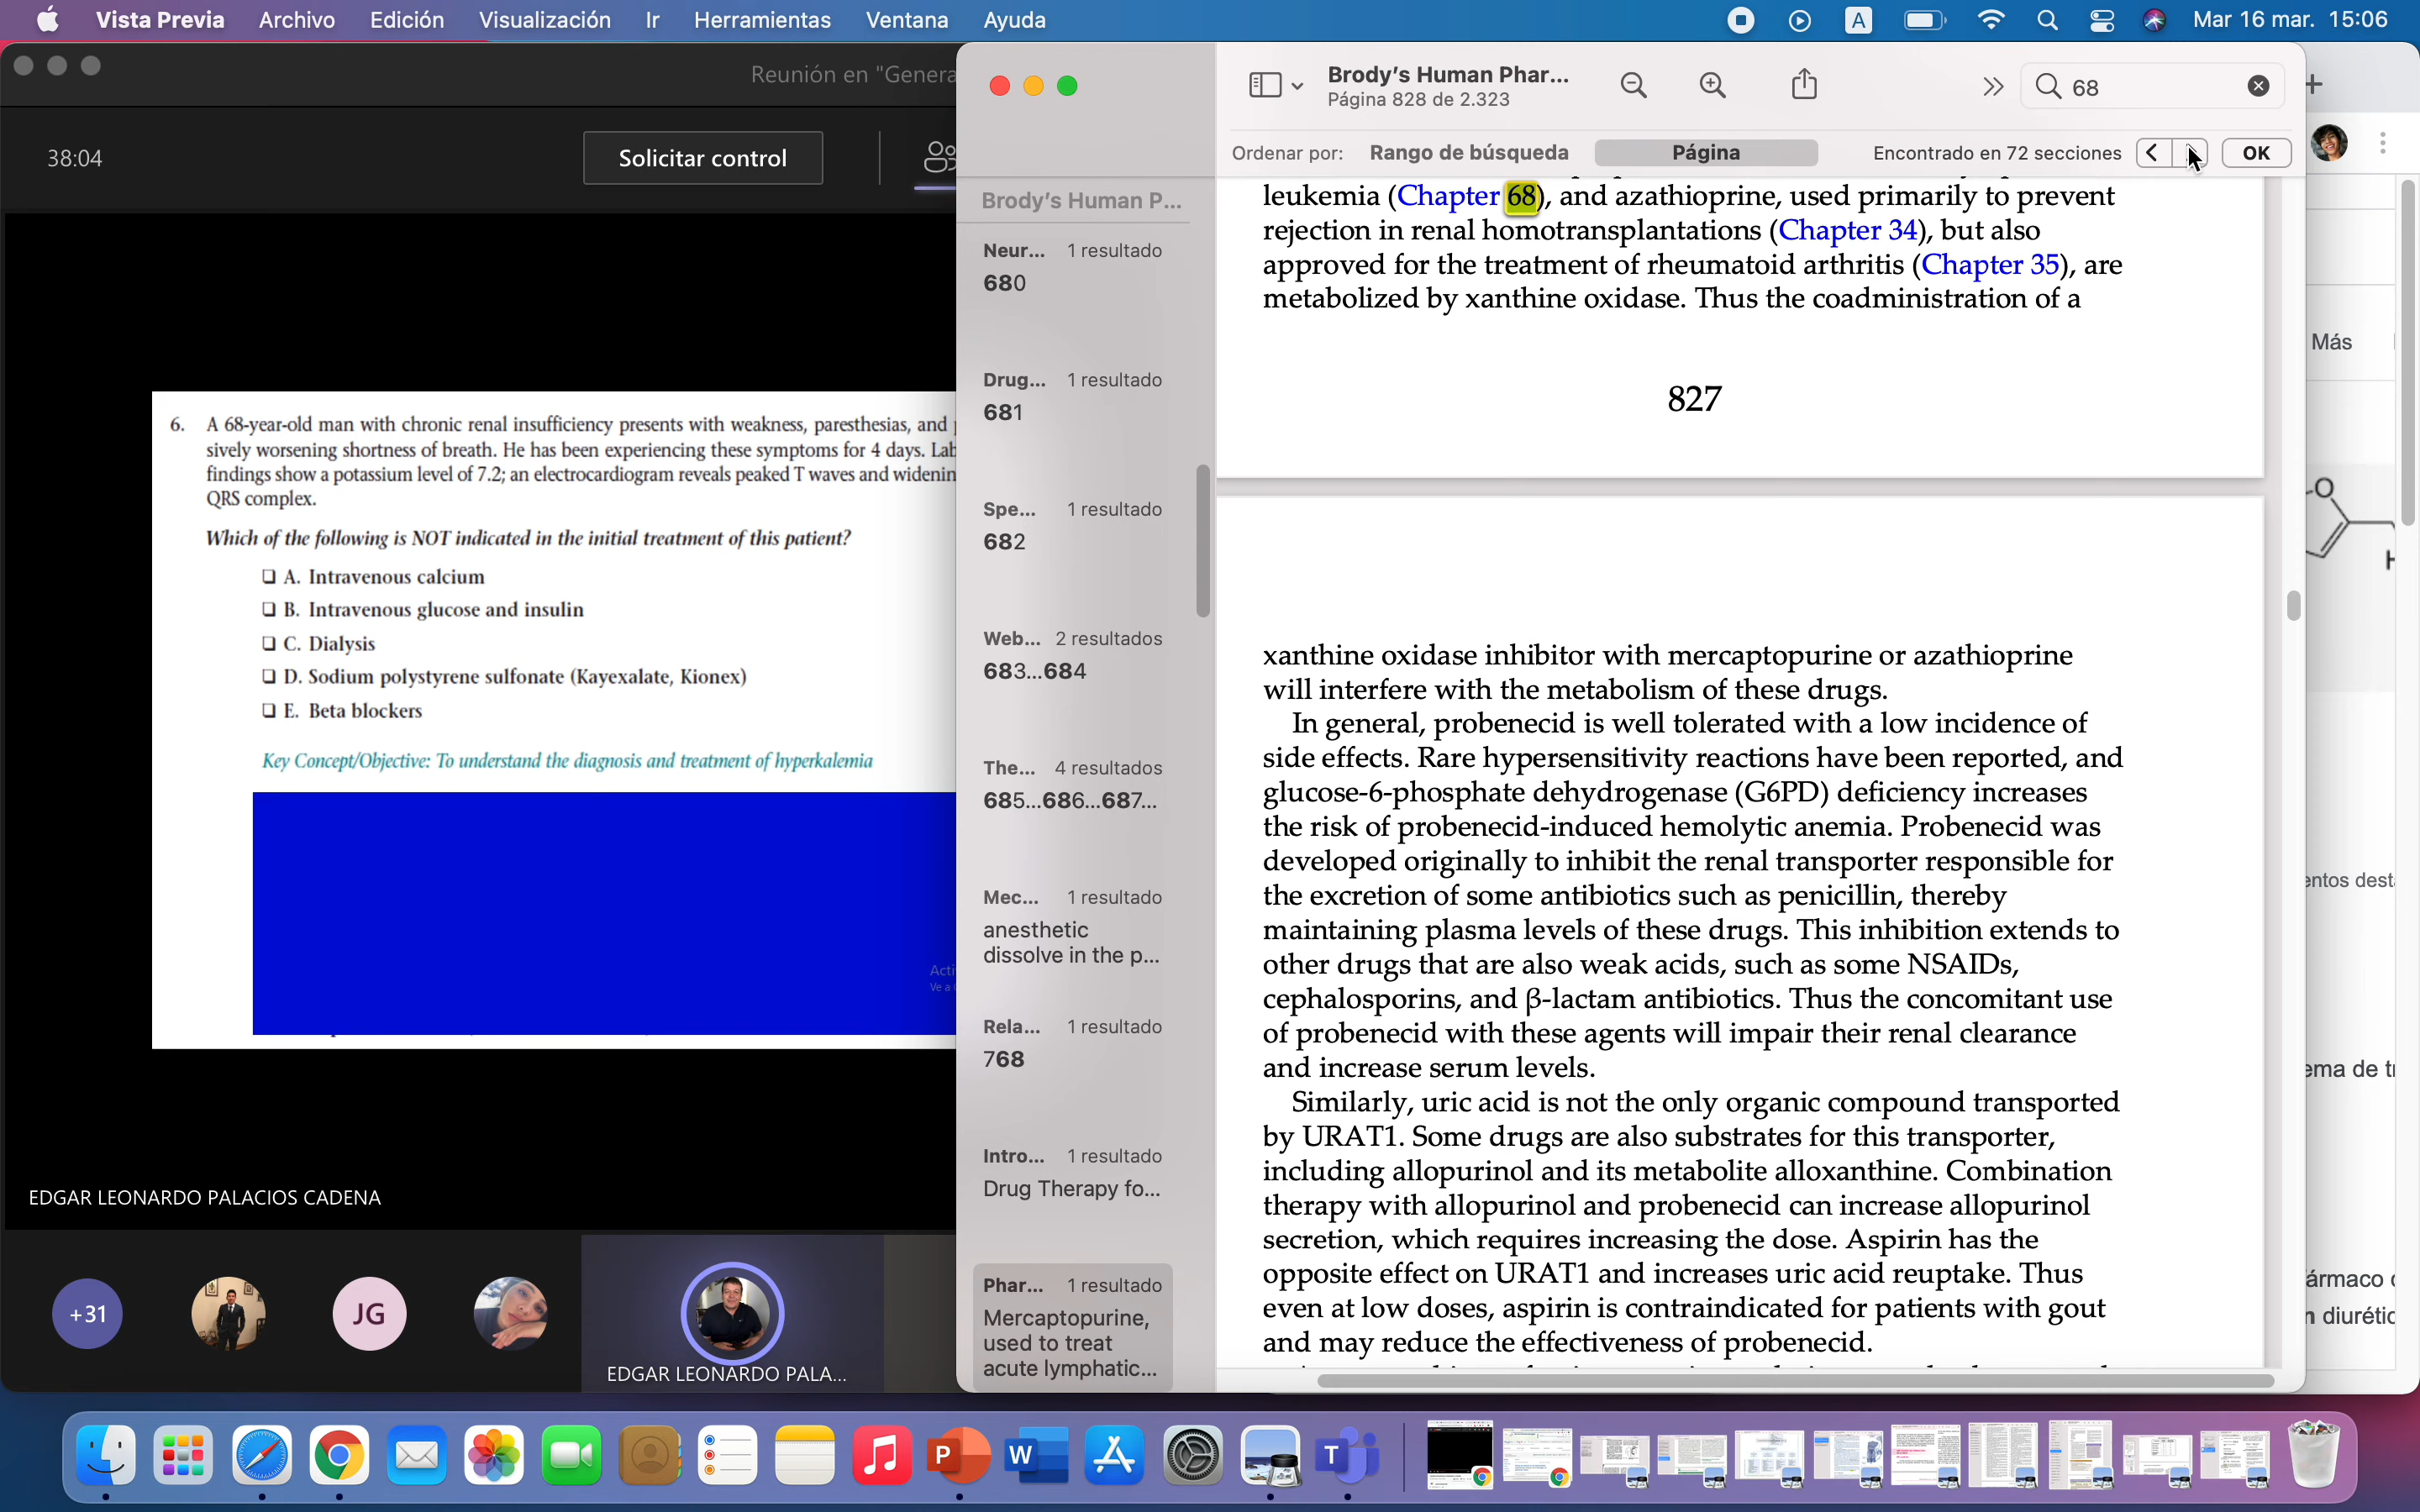 Vista Previa Archivo Edición Visualización Ir Herramientas Ventana Ayuda
A
Mar 16 mar. 15:06
Reunión en "Genera
38:04
Solicitar control
6. A 68-year-old man with chronic renal insufficiency presents with weakness, paresthesias, and
sively worsening shortness of breath. He has been experiencing these symptoms for 4 days. Lab
findings show a potassium level of 7.2; an electrocardiogram reveals peaked T waves and widenin
QRS complex.
Which of the following is NOT indicated in the initial treatment of this patient?
❏ A. Intravenous calcium
❏ B. Intravenous glucose and insulin
❏ C. Dialysis
❏ D. Sodium polystyrene sulfonate (Kayexalate, Kionex)
❏ E. Beta blockers
Key Concept/Objective: To understand the diagnosis and treatment of hyperkalemia
Acti
Ve a
EDGAR LEONARDO PALACIOS CADENA
+31
JG
EDGAR LEONARDO PALA...
Brody's Human Phar...
Página 828 de 2.323
68
Ordenar por: Rango de búsqueda Página Encontrado en 72 secciones OK
Brody's Human P...
Neur... 1 resultado
680
Drug... 1 resultado
681
Spe... 1 resultado
682
Web... 2 resultados
683...684
The... 4 resultados
685...686...687...
Mec... 1 resultado
anesthetic
dissolve in the p...
Rela... 1 resultado
768
Intro... 1 resultado
Drug Therapy fo...
Phar... 1 resultado
Mercaptopurine,
used to treat
acute lymphatic...
leukemia (Chapter 68), and azathioprine, used primarily to prevent
rejection in renal homotransplantations (Chapter 34), but also
approved for the treatment of rheumatoid arthritis (Chapter 35), are
metabolized by xanthine oxidase. Thus the coadministration of a
827
xanthine oxidase inhibitor with mercaptopurine or azathioprine
will interfere with the metabolism of these drugs.
In general, probenecid is well tolerated with a low incidence of
side effects. Rare hypersensitivity reactions have been reported, and
glucose-6-phosphate dehydrogenase (G6PD) deficiency increases
the risk of probenecid-induced hemolytic anemia. Probenecid was
developed originally to inhibit the renal transporter responsible for
the excretion of some antibiotics such as penicillin, thereby
maintaining plasma levels of these drugs. This inhibition extends to
other drugs that are also weak acids, such as some NSAIDs,
cephalosporins, and β-lactam antibiotics. Thus the concomitant use
of probenecid with these agents will impair their renal clearance
and increase serum levels.
Similarly, uric acid is not the only organic compound transported
by URAT1. Some drugs are also substrates for this transporter,
including allopurinol and its metabolite alloxanthine. Combination
therapy with allopurinol and probenecid can increase allopurinol
secretion, which requires increasing the dose. Aspirin has the
opposite effect on URAT1 and increases uric acid reuptake. Thus
even at low doses, aspirin is contraindicated for patients with gout
and may reduce the effectiveness of probenecid.
Más
O
H
entos dest
ema de t
ármaco
n diurétic
P
W
T